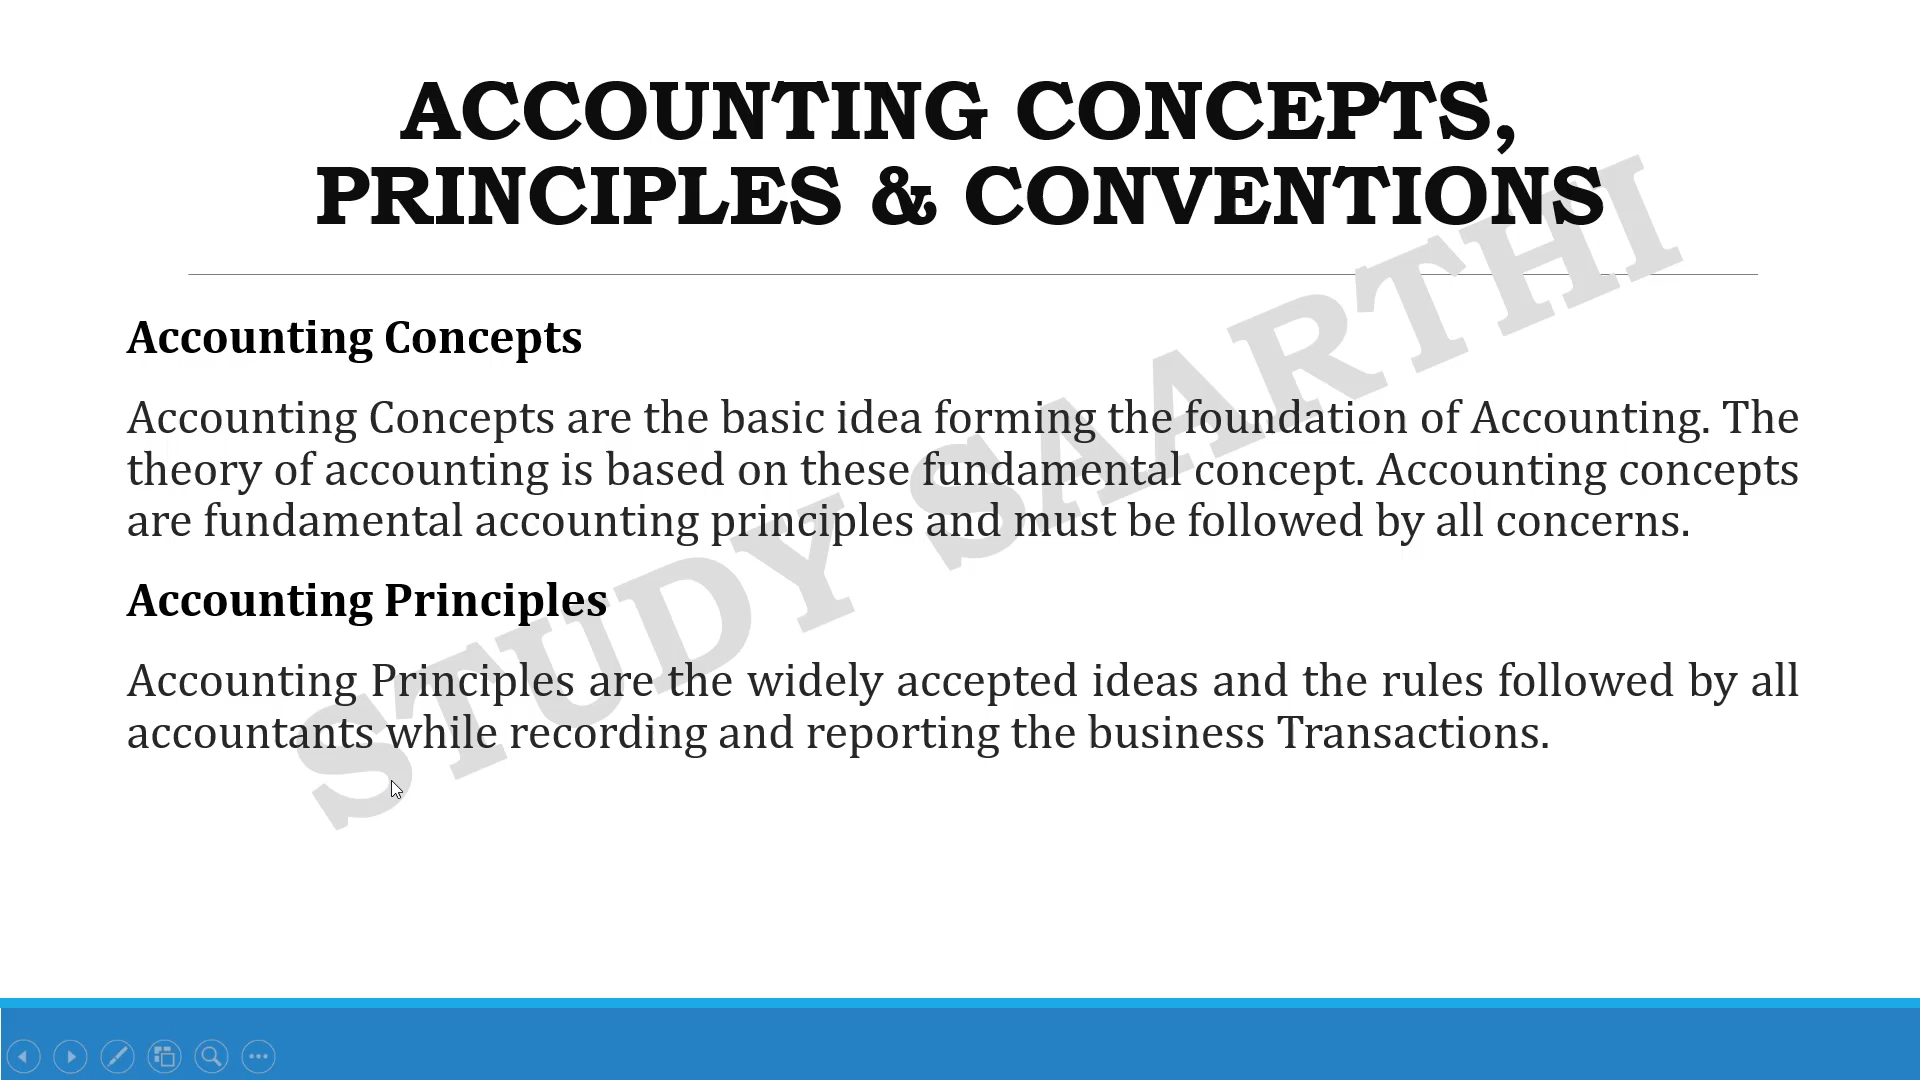 ACCOUNTING CONCEPTS,
PRINCIPLES & CONVENTIONS
Accounting Concepts
Accounting Concepts are the basic idea forming the foundation of Accounting. The
theory of accounting is based on these fundamental concept. Accounting concepts
are fundamental accounting principles and must be followed by all concerns.
Accounting Principles
Accounting Principles are the widely accepted ideas and the rules followed by all
accountants while recording and reporting the business Transactions.
STUDY SAARTHI